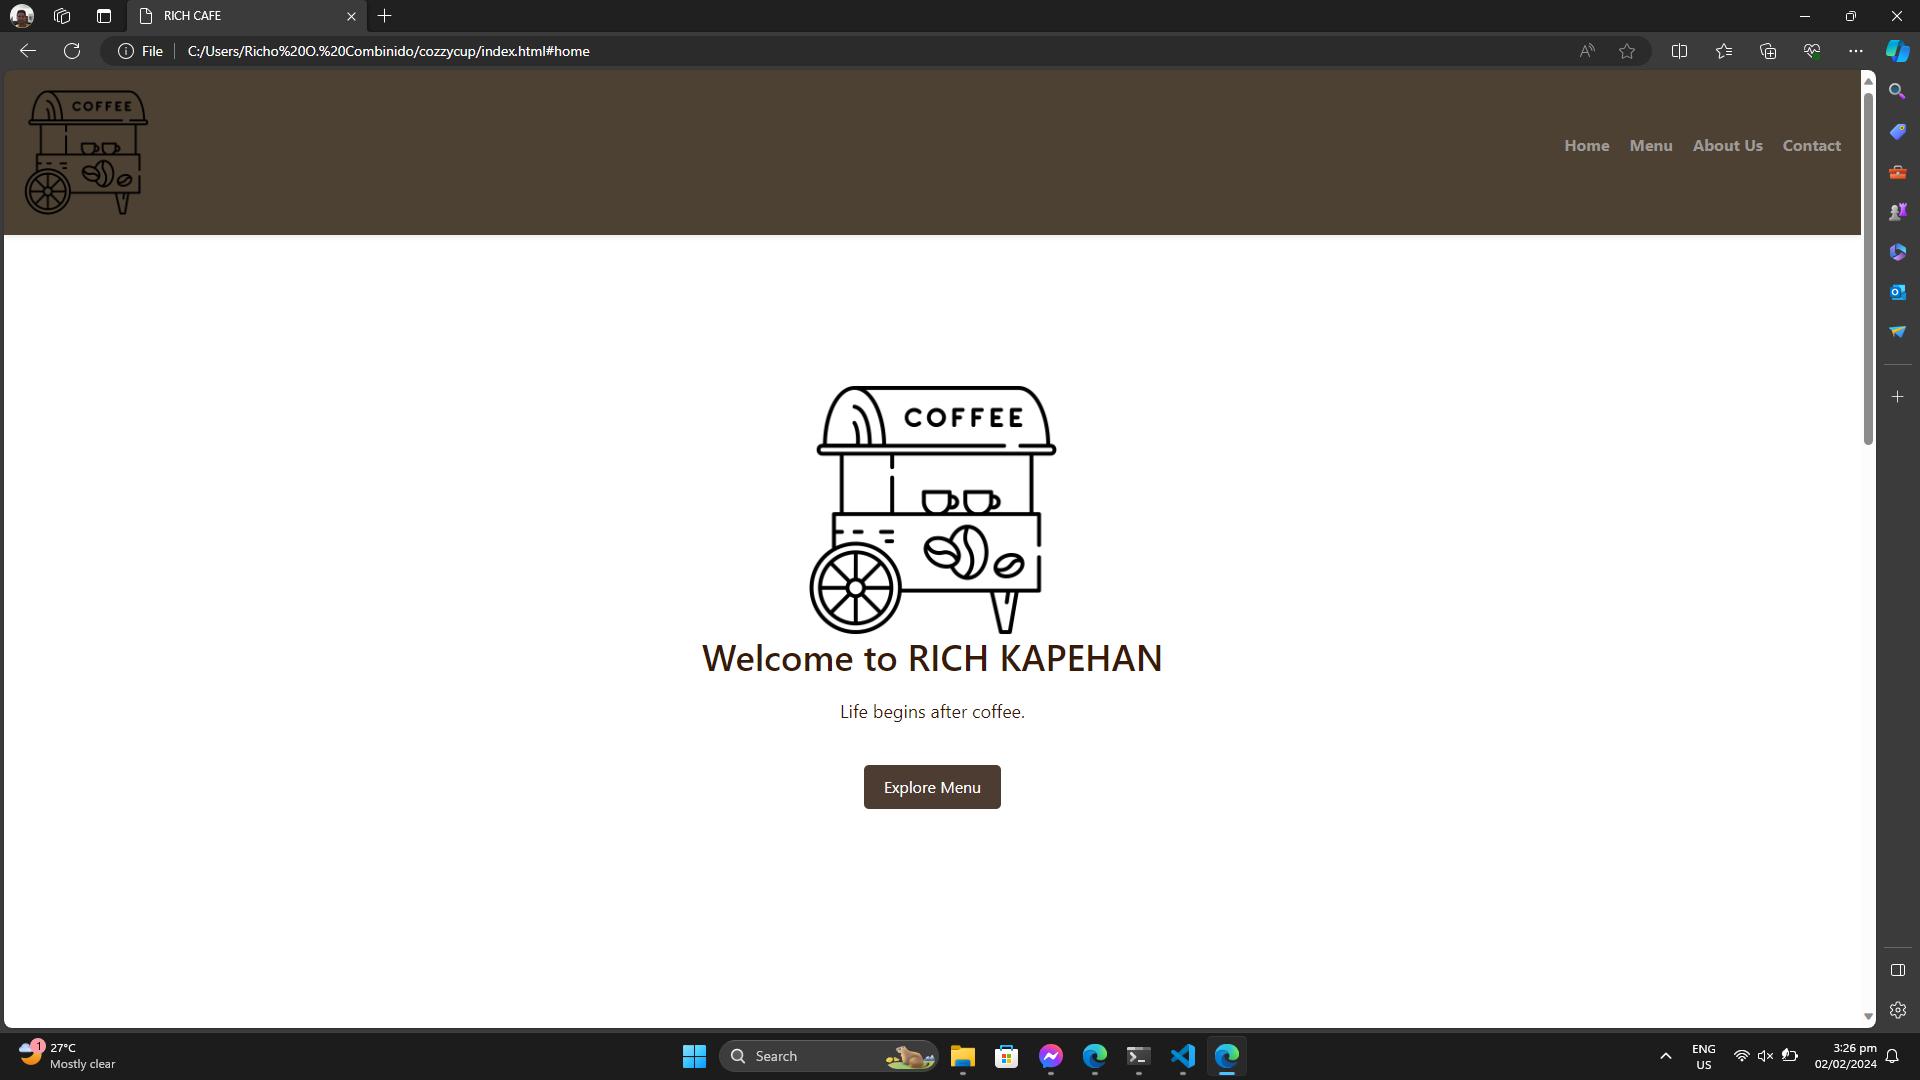 RICH CAFE
File
C:/Users/Richo%20O.%20Combinido/cozzycup/index.html#home
COFFEE
Home
Menu
About Us
Contact
COFFEE
Welcome to RICH KAPEHAN
Life begins after coffee.
Explore Menu
1
27°C
Mostly clear
Search
ENG
US
3:26 pm
02/02/2024